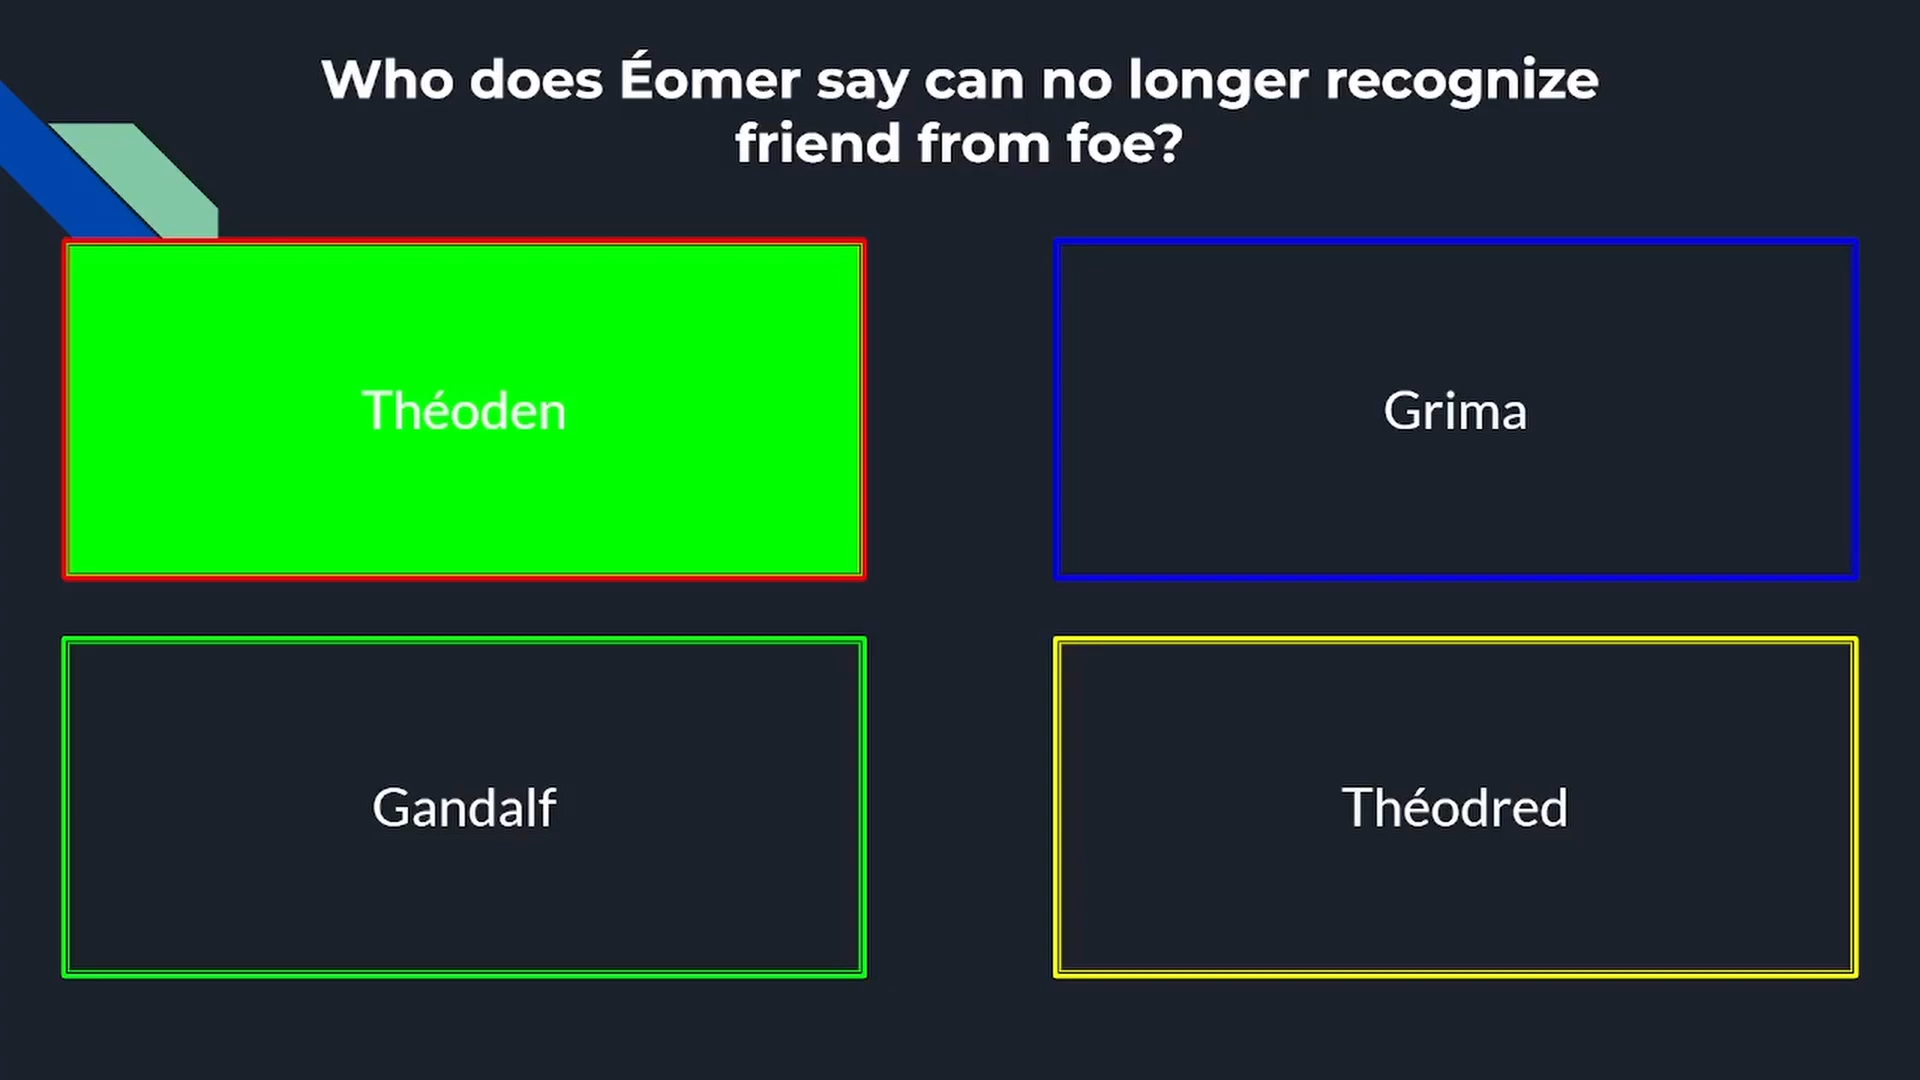 Who does Éomer say can no longer recognize
friend from foe?
Théoden
Grima
Gandalf
Théodred